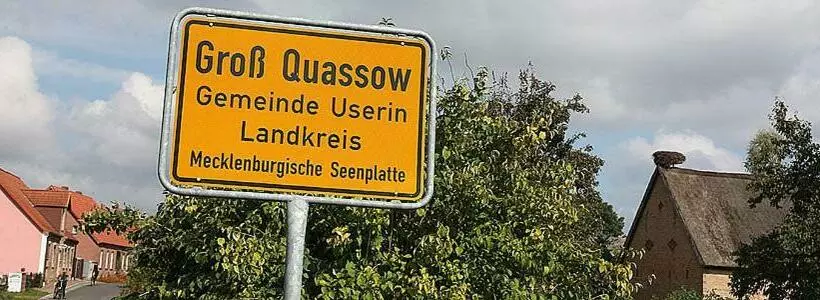 Groß Quassow
Gemeinde Userin
Landkreis
Mecklenburgische Seenplatte